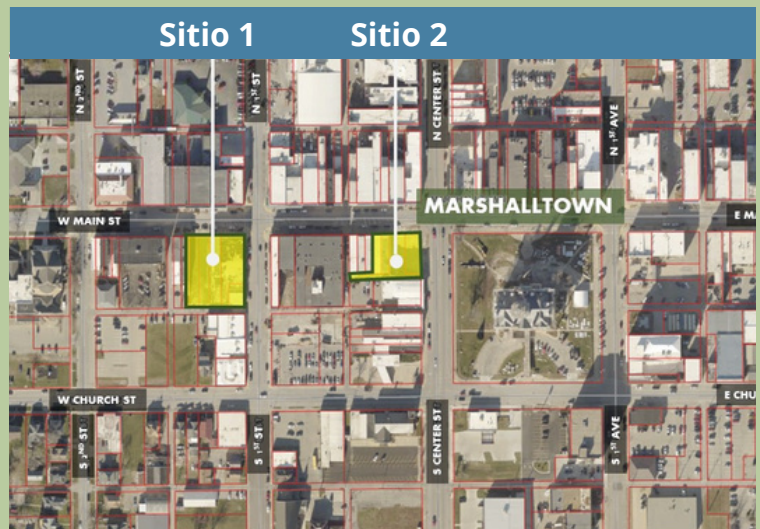 Sitio 1
Sitio 2
N 2ND ST
N 1ST ST
N CENTER ST
N 1ST AVE
MARSHALLTOWN
W MAIN ST
E MA
W CHURCH ST
E CHU
S 2ND ST
S 1ST ST
S CENTER ST
S 1ST AVE